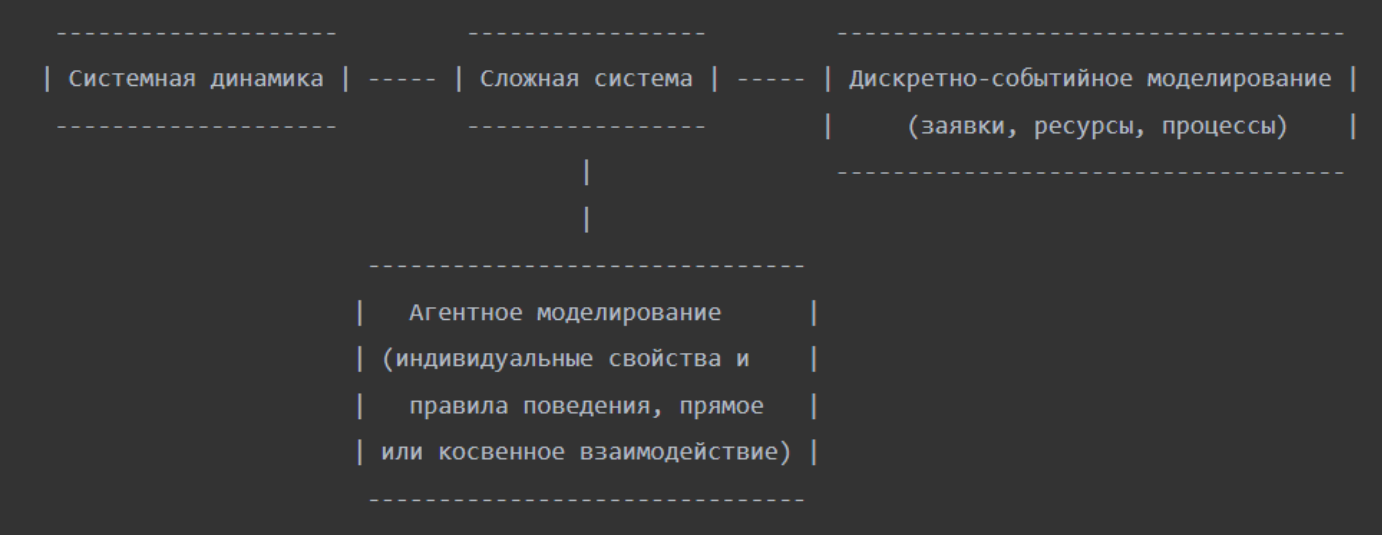 Системная динамика ----- Сложная система ----- Дискретно-событийное моделирование
(заявки, ресурсы, процессы)
Агентное моделирование
(индивидуальные свойства и
правила поведения, прямое
или косвенное взаимодействие)